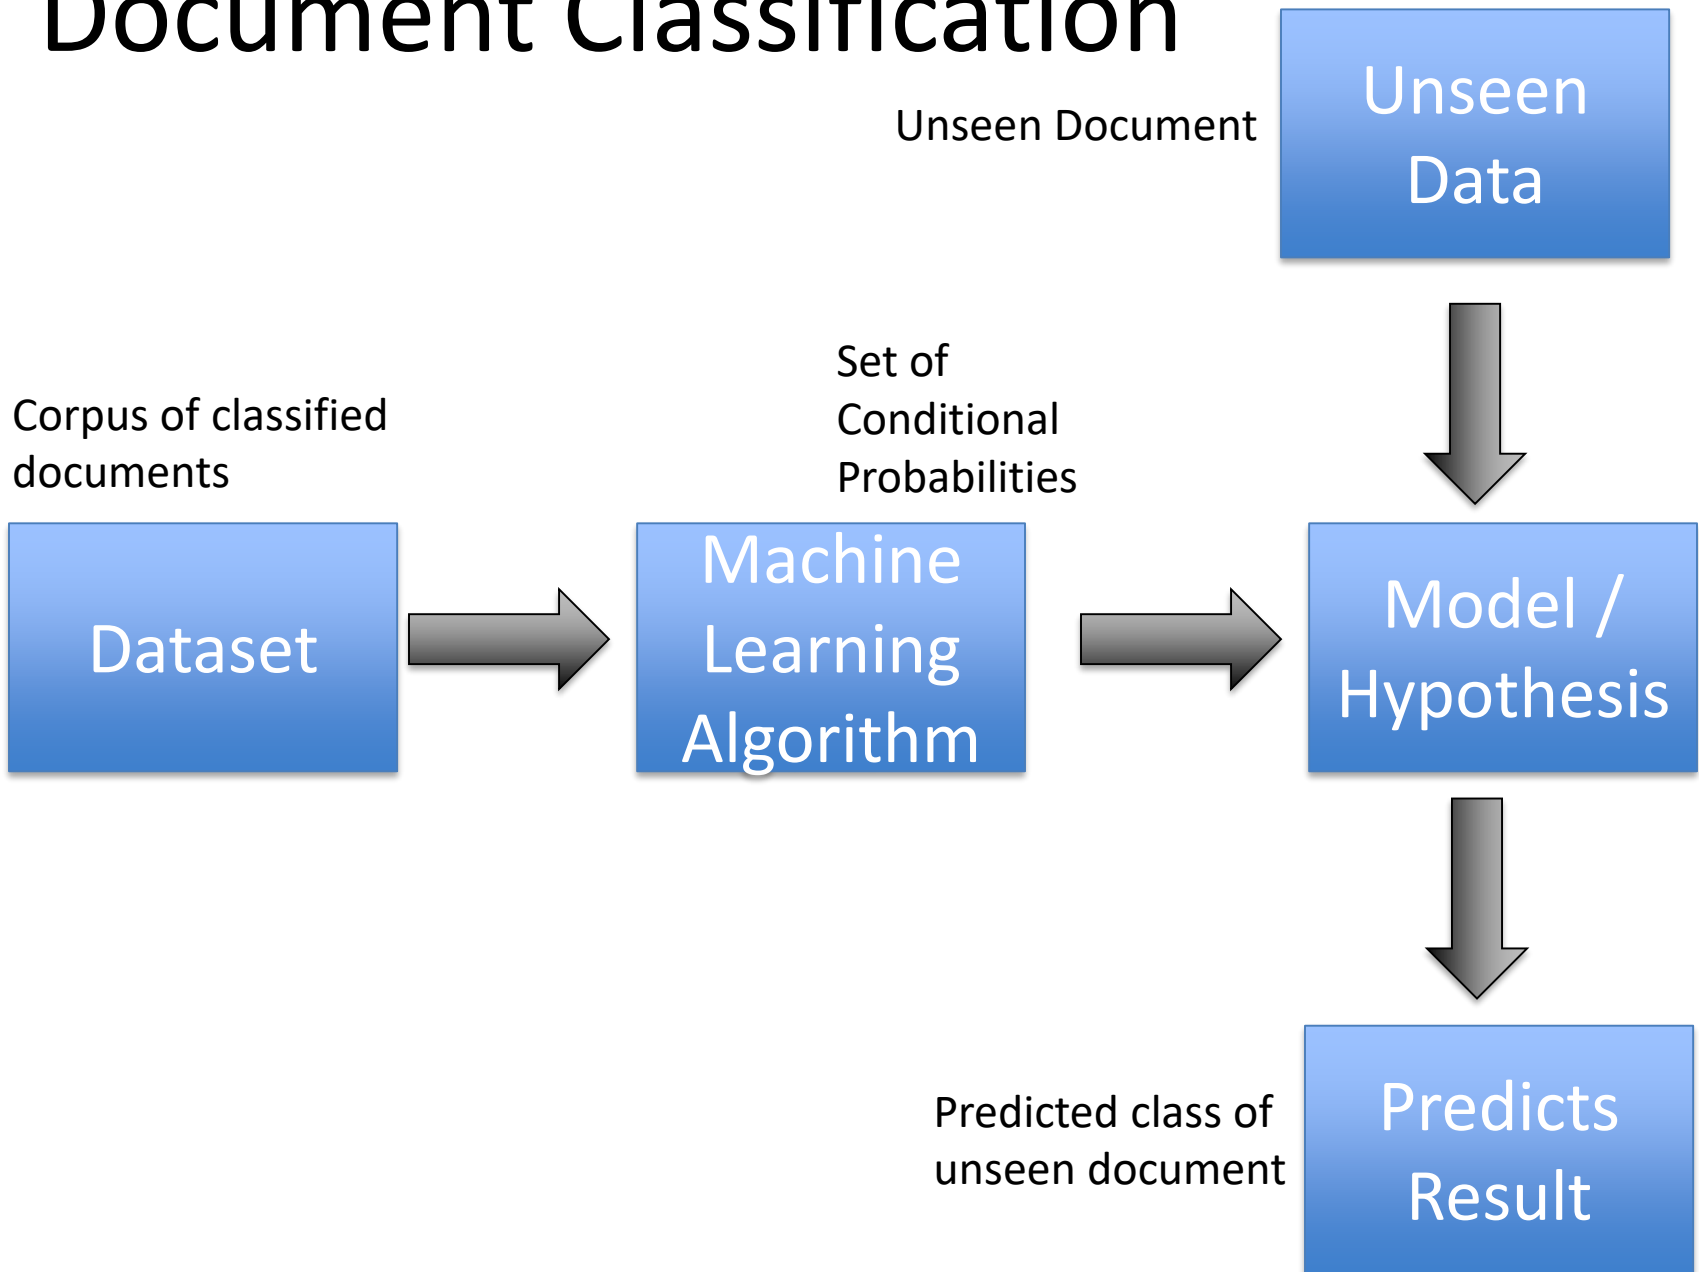 Document Classification
Unseen Document
Unseen
Data
Set of
Conditional
Probabilities
Corpus of classified
documents
Dataset
Machine
Learning
Algorithm
Model /
Hypothesis
Predicted class of
unseen document
Predicts
Result